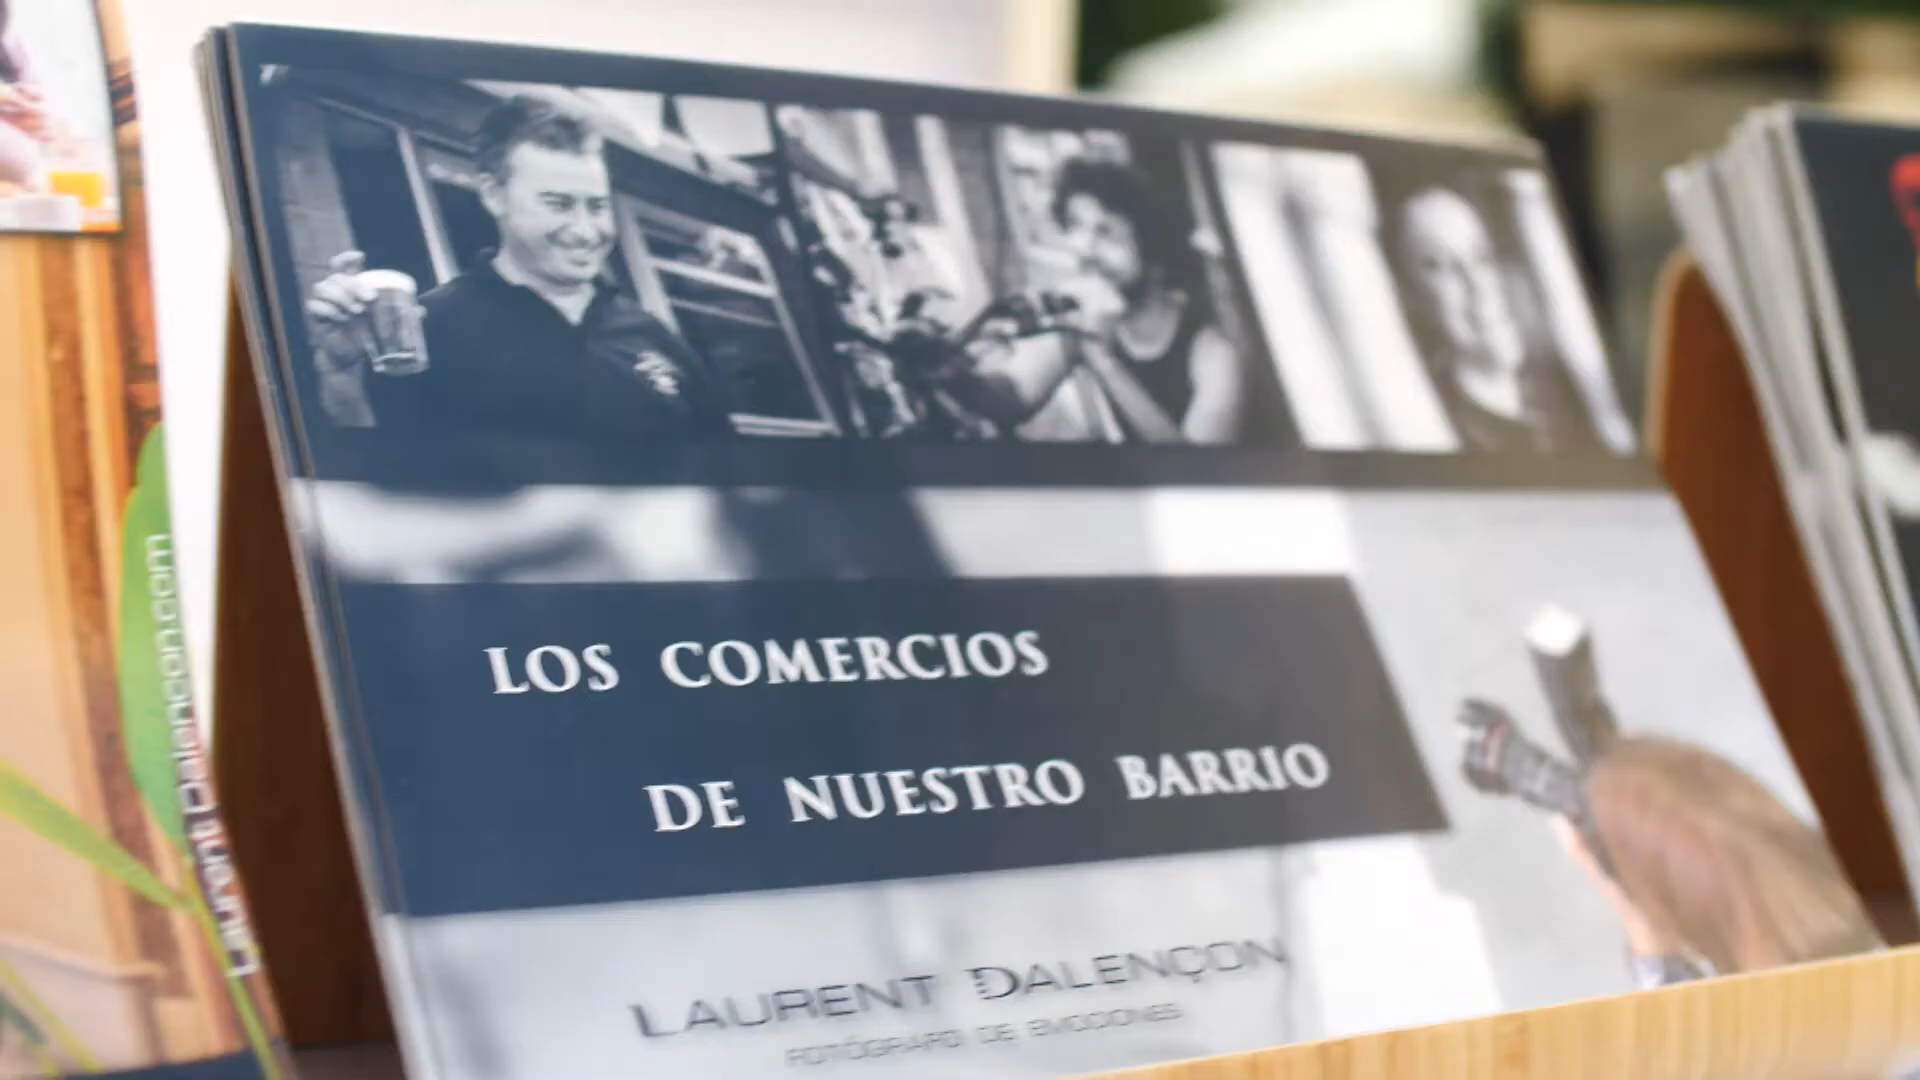 LOS COMERCIOS
DE NUESTRO BARRIO
LAURENT DALENÇON
FOTÓGRAFO DE EMOCIONES